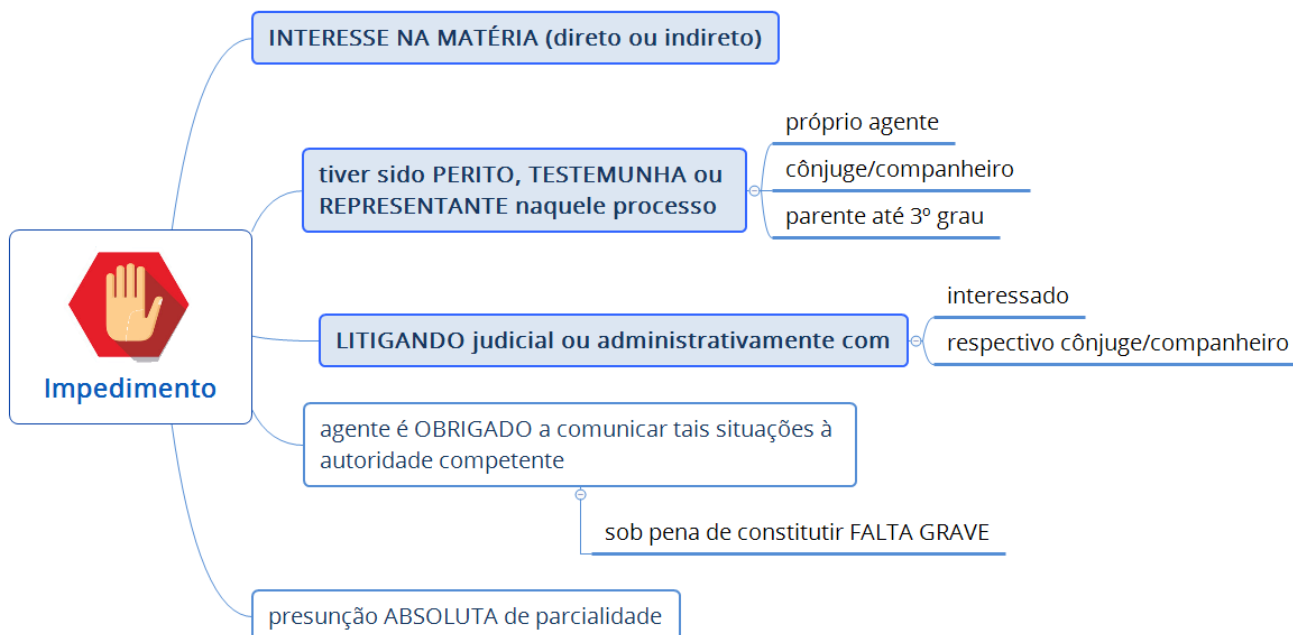 INTERESSE NA MATÉRIA (direto ou indireto)
tiver sido PERITO, TESTEMUNHA ou
REPRESENTANTE naquele processo
próprio agente
cônjuge/companheiro
parente até 3º grau
Impedimento
LITIGANDO judicial ou administrativamente com
interessado
respectivo cônjuge/companheiro
agente é OBRIGADO a comunicar tais situações à
autoridade competente
sob pena de constitutir FALTA GRAVE
presunção ABSOLUTA de parcialidade